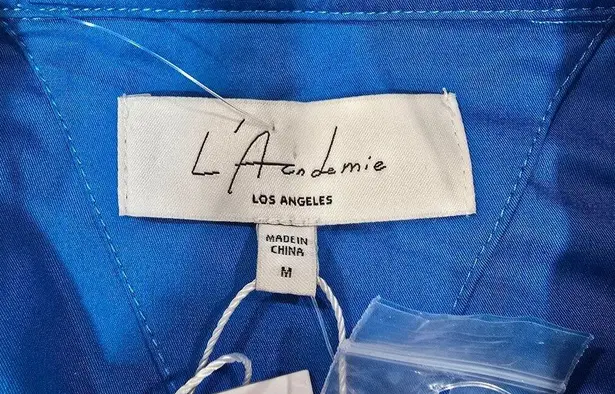 L'Academie
LOS ANGELES
MADE IN
CHINA
M